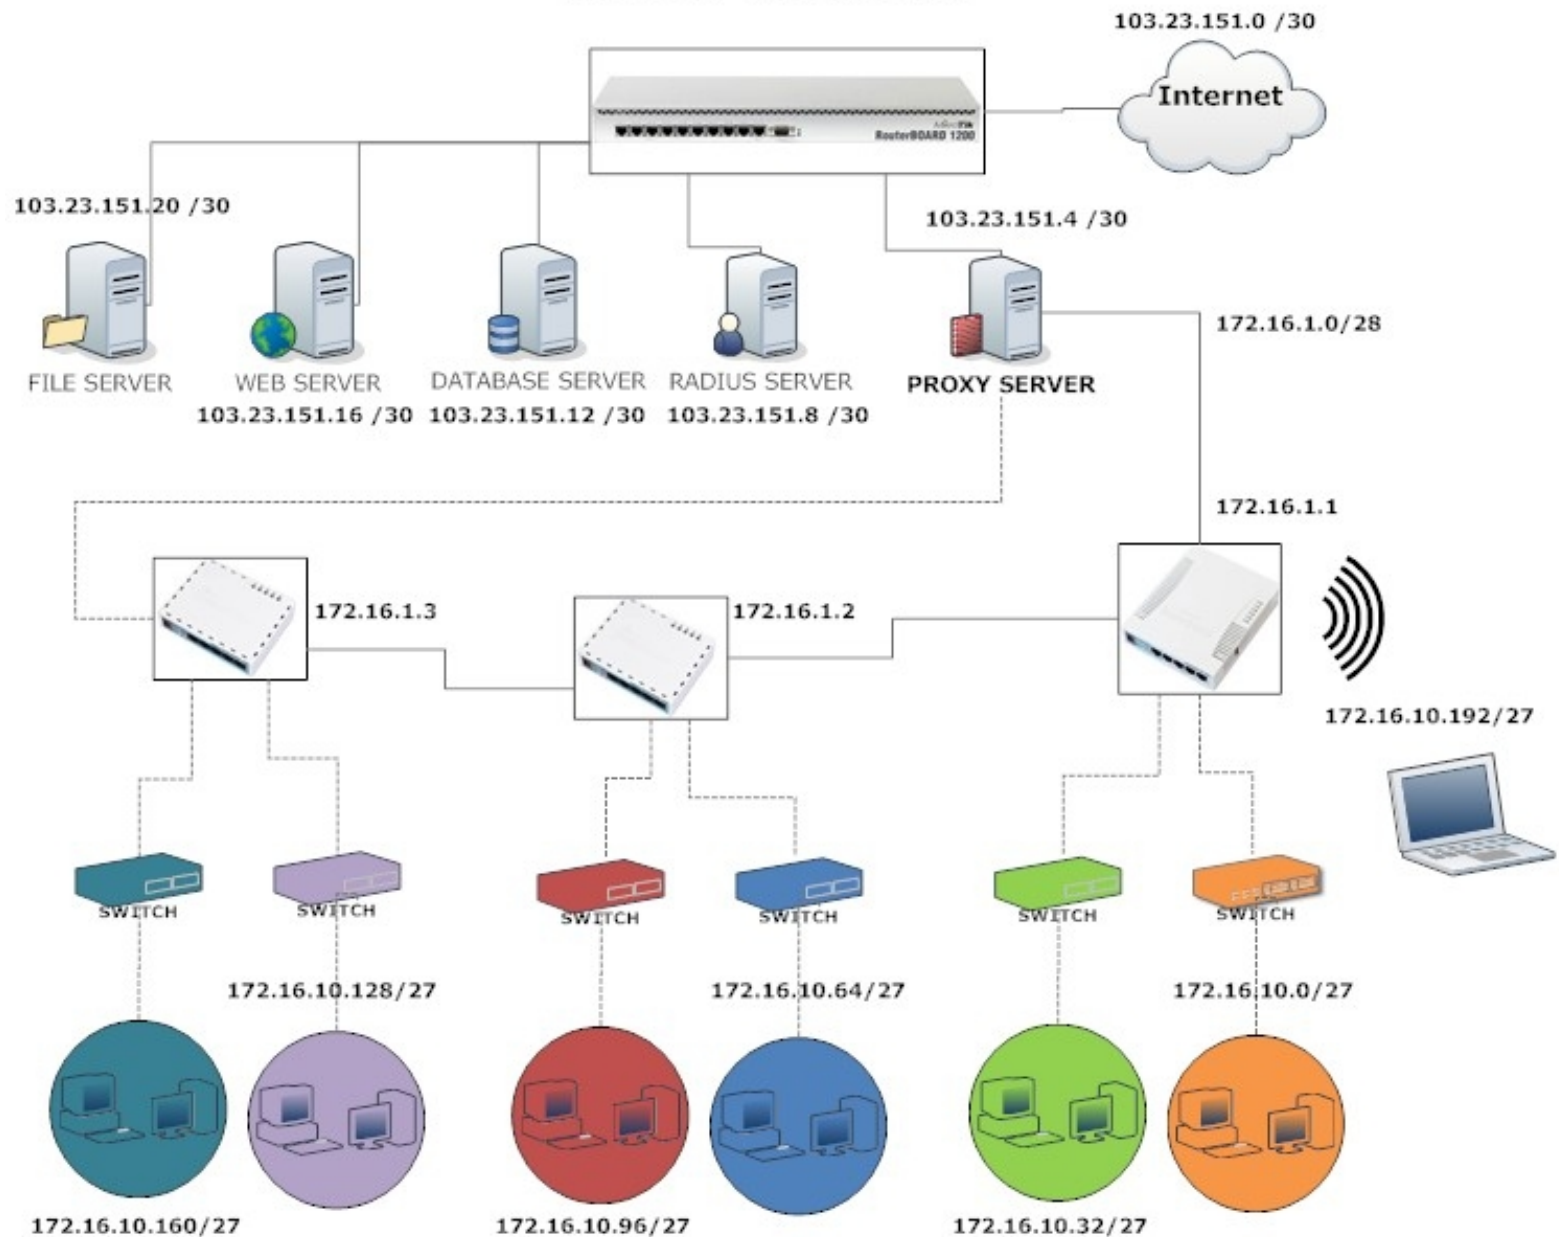 103.23.151.0 /30
Internet
RouterBOARD 1200
103.23.151.20 /30
103.23.151.4 /30
172.16.1.0/28
FILE SERVER
WEB SERVER
DATABASE SERVER
RADIUS SERVER
PROXY SERVER
103.23.151.16 /30
103.23.151.12 /30
103.23.151.8 /30
172.16.1.1
172.16.1.3
172.16.1.2
172.16.10.192/27
SWITCH
SWITCH
SWITCH
SWITCH
SWITCH
SWITCH
172.16.10.128/27
172.16.10.64/27
172.16.10.0/27
172.16.10.160/27
172.16.10.96/27
172.16.10.32/27